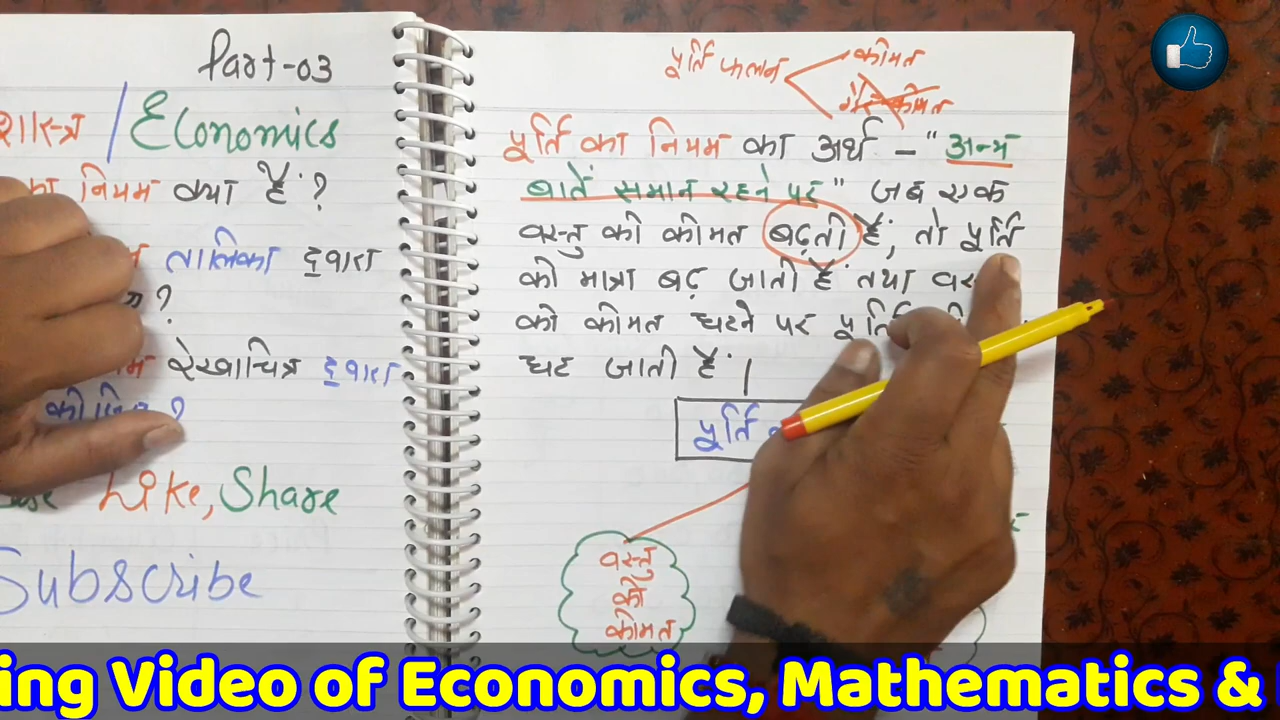 Part-03
शास्त्र / Economics
का नियम क्या हैं ?
तालिका द्वारा
?
रेखाचित्र द्वारा
कीजिए ?
Like, Share
Subscribe
पूर्ति फलन
कीमत
गैर कीमत
पूर्ति का नियम का अर्थ - "अन्य
बातें समान रहने पर" जब एक
वस्तु की कीमत बढ़ती हैं, तो पूर्ति
की मात्रा बढ़ जाती हैं तथा
की कीमत घटने पर पूर्ति
घट जाती हैं |
पूर्ति
वस्तु
की
कीमत
ing Video of Economics, Mathematics &